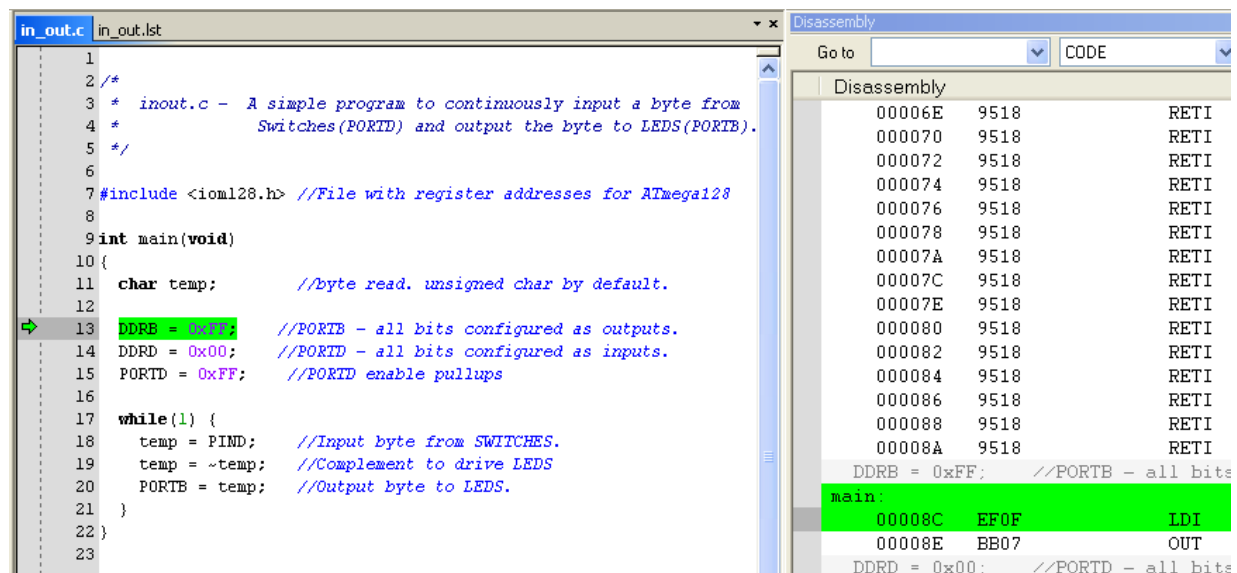 in_out.c in_out.lst
1
2 /*
3 *  inout.c -  A simple program to continuously input a byte from
4 *             Switches(PORTD) and output the byte to LEDS(PORTB).
5 */
6
7 #include <iom128.h> //File with register addresses for ATmega128
8
9 int main(void)
10 {
11   char temp;         //byte read. unsigned char by default.
12
13   DDRB = 0xFF;     //PORTB - all bits configured as outputs.
14   DDRD = 0x00;     //PORTD - all bits configured as inputs.
15   PORTD = 0xFF;     //PORTD enable pullups
16
17   while(1) {
18     temp = PIND;     //Input byte from SWITCHES.
19     temp = ~temp;   //Complement to drive LEDS
20     PORTB = temp;   //Output byte to LEDS.
21   }
22 }
23
Disassembly
Go to CODE
Disassembly
00006E 9518 RETI
000070 9518 RETI
000072 9518 RETI
000074 9518 RETI
000076 9518 RETI
000078 9518 RETI
00007A 9518 RETI
00007C 9518 RETI
00007E 9518 RETI
000080 9518 RETI
000082 9518 RETI
000084 9518 RETI
000086 9518 RETI
000088 9518 RETI
00008A 9518 RETI
DDRB = 0xFF;     //PORTB - all bits
main:
00008C EF0F LDI
00008E BB07 OUT
DDRD = 0x00;     //PORTD - all bits